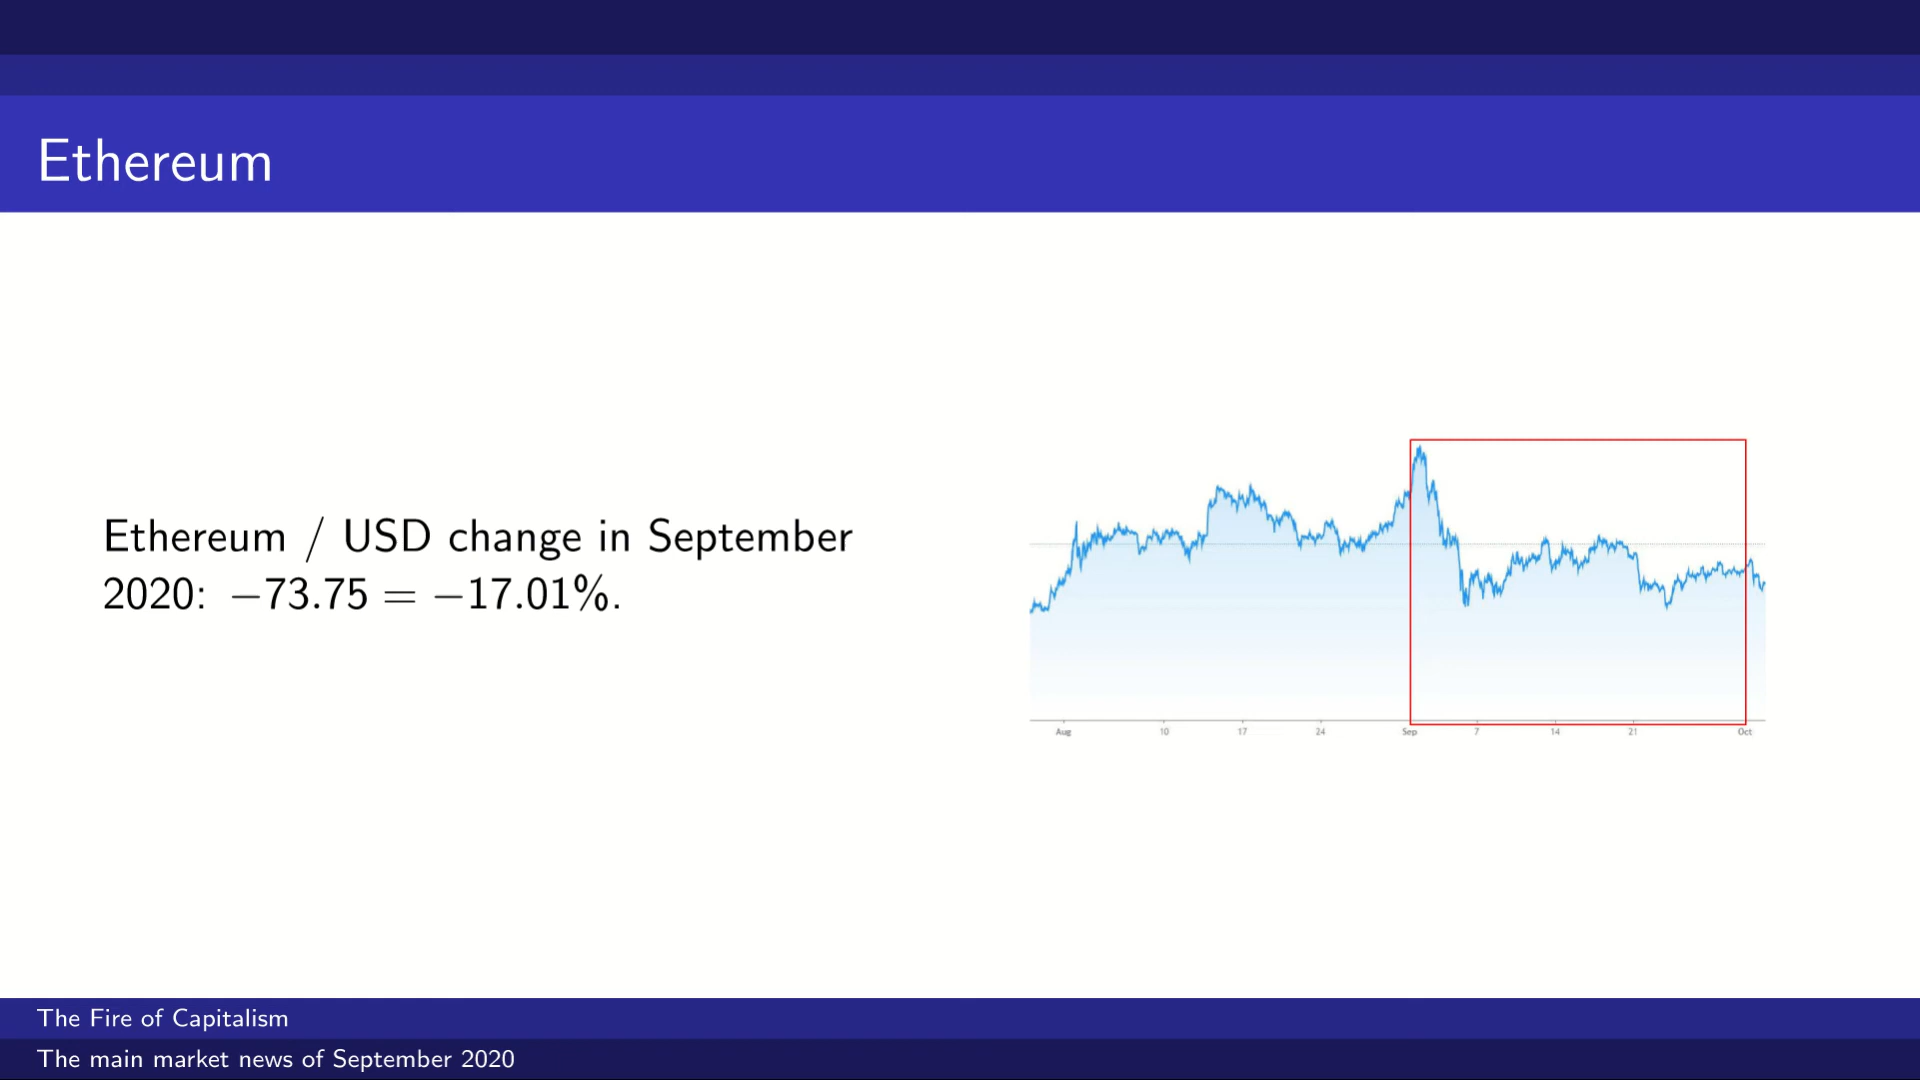 Ethereum
Ethereum / USD change in September
2020: −73.75 = −17.01%.
Aug 10 17 24 Sep 7 14 21 Oct
The Fire of Capitalism
The main market news of September 2020